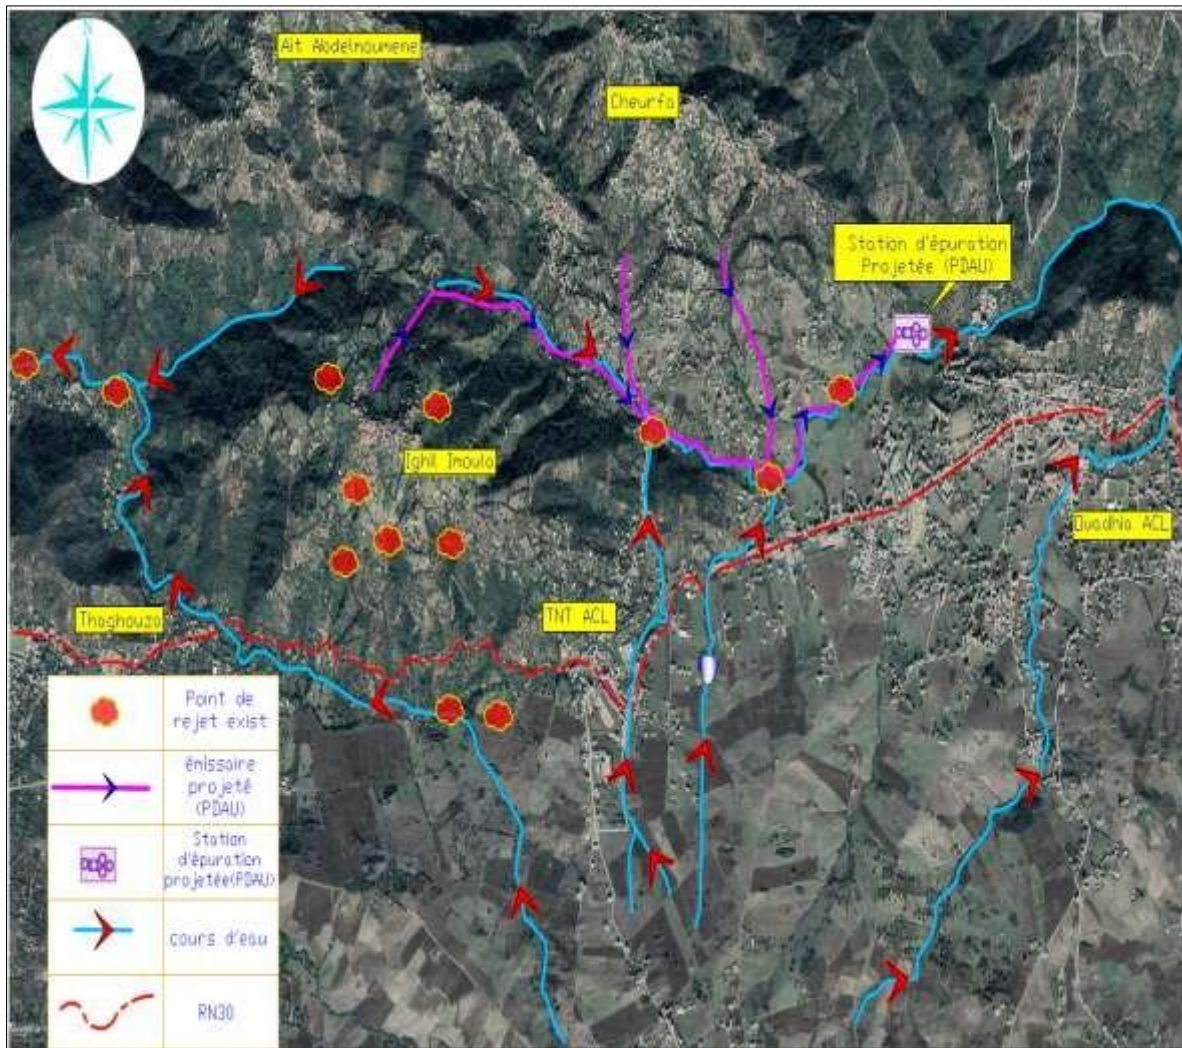 N
Ait Abdelmoumene
Cheurfa
Station d'épuration
Projetée (PDAU)
Ighil Imoula
Ouadhia ACL
Thaghouza
TNT ACL
Point de
rejet exist
émissaire
projeté
(PDAU)
Station
d'épuration
projetée(PDAU)
cours d'eau
RN30